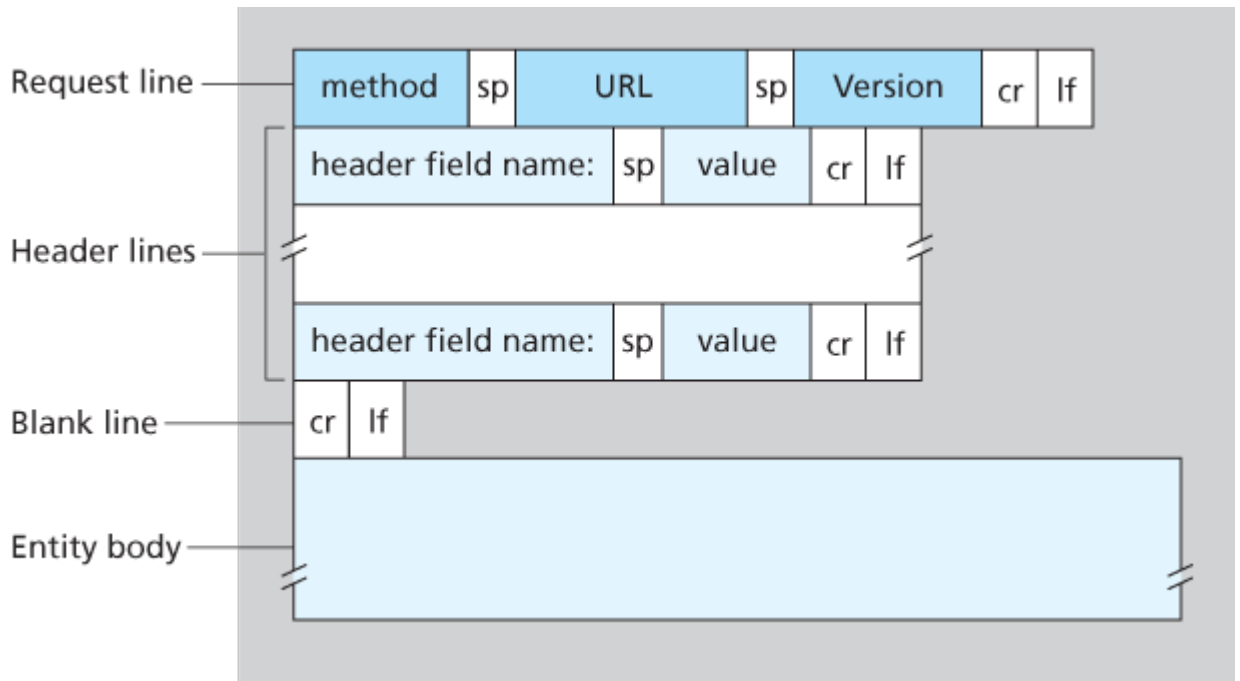 Request line method sp URL sp Version cr lf
header field name: sp value cr lf
Header lines
header field name: sp value cr lf
Blank line cr lf
Entity body